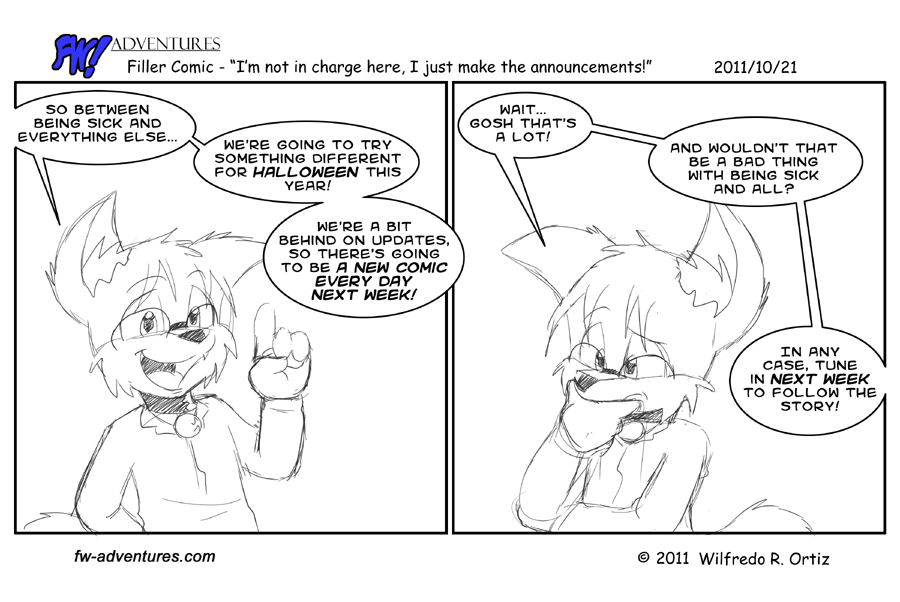 FW!
ADVENTURES
Filler Comic - “I’m not in charge here, I just make the announcements!”
2011/10/21
SO BETWEEN
BEING SICK AND
EVERYTHING ELSE...
WE'RE GOING TO TRY
SOMETHING DIFFERENT
FOR HALLOWEEN THIS
YEAR!
WE'RE A BIT
BEHIND ON UPDATES,
SO THERE'S GOING
TO BE A NEW COMIC
EVERY DAY
NEXT WEEK!
WAIT...
GOSH THAT'S
A LOT!
AND WOULDN'T THAT
BE A BAD THING
WITH BEING SICK
AND ALL?
IN ANY
CASE, TUNE
IN NEXT WEEK
TO FOLLOW THE
STORY!
fw-adventures.com
© 2011 Wilfredo R. Ortiz